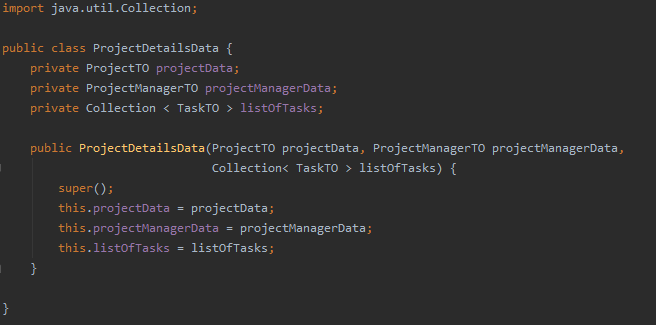 import java.util.Collection;
public class ProjectDetailsData {
private ProjectTO projectData;
private ProjectManagerTO projectManagerData;
private Collection < TaskTO > listOfTasks;
public ProjectDetailsData(ProjectTO projectData, ProjectManagerTO projectManagerData,
Collection< TaskTO > listOfTasks) {
super();
this.projectData = projectData;
this.projectManagerData = projectManagerData;
this.listOfTasks = listOfTasks;
}
}